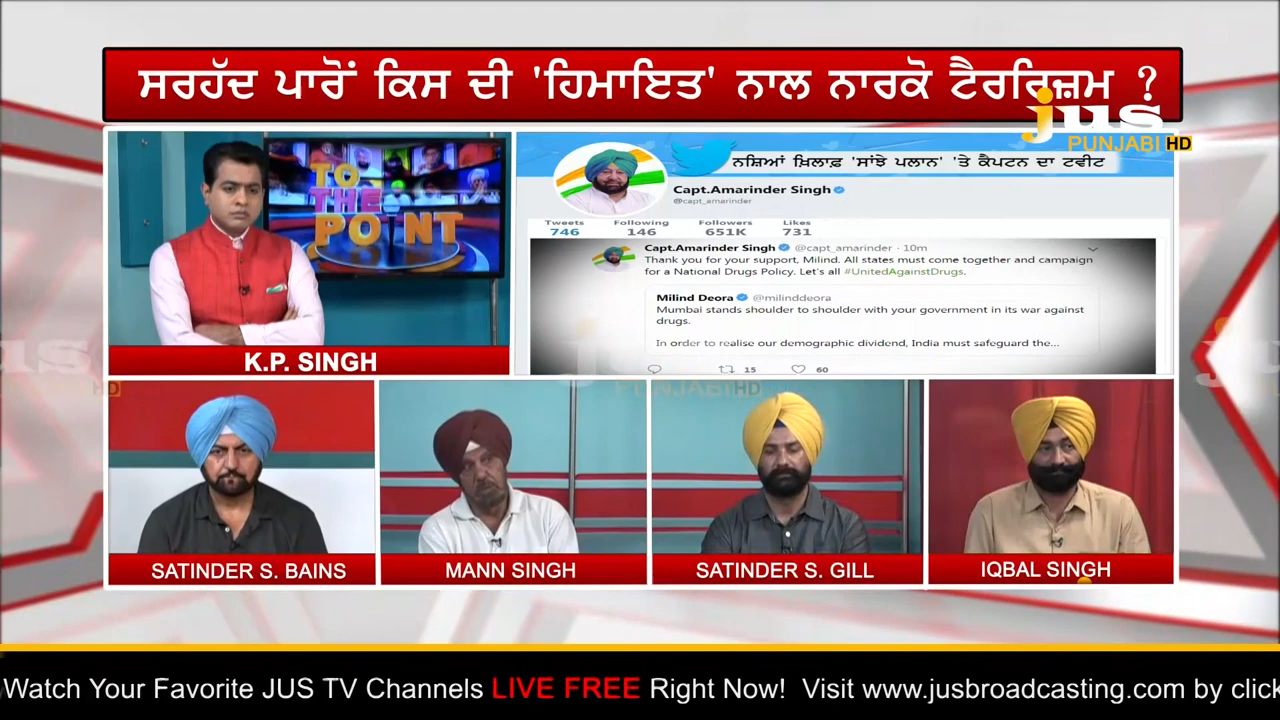 ਸਰਹੱਦ ਪਾਰੋਂ ਕਿਸ ਦੀ 'ਹਿਮਾਇਤ' ਨਾਲ ਨਾਰਕੋ ਟੈਰਰਿਜ਼ਮ ?
jus
PUNJABI HD
TO
THE
POINT
ਨਸ਼ਿਆਂ ਖ਼ਿਲਾਫ਼ 'ਸਾਂਝੇ ਪਲਾਨ' 'ਤੇ ਕੈਪਟਨ ਦਾ ਟਵੀਟ
Capt.Amarinder Singh
@capt_amarinder
Tweets Following Followers Likes
746 146 651K 731
Capt.Amarinder Singh @capt_amarinder · 10m
Thank you for your support, Milind. All states must come together and campaign
for a National Drugs Policy. Let's all #UnitedAgainstDrugs.
Milind Deora @milinddeora
Mumbai stands shoulder to shoulder with your government in its war against
drugs.
In order to realise our demographic dividend, India must safeguard the...
15 60
K.P. SINGH
jus
PUNJABI HD
SATINDER S. BAINS
MANN SINGH
SATINDER S. GILL
IQBAL SINGH
Watch Your Favorite JUS TV Channels LIVE FREE Right Now! Visit www.jusbroadcasting.com by click